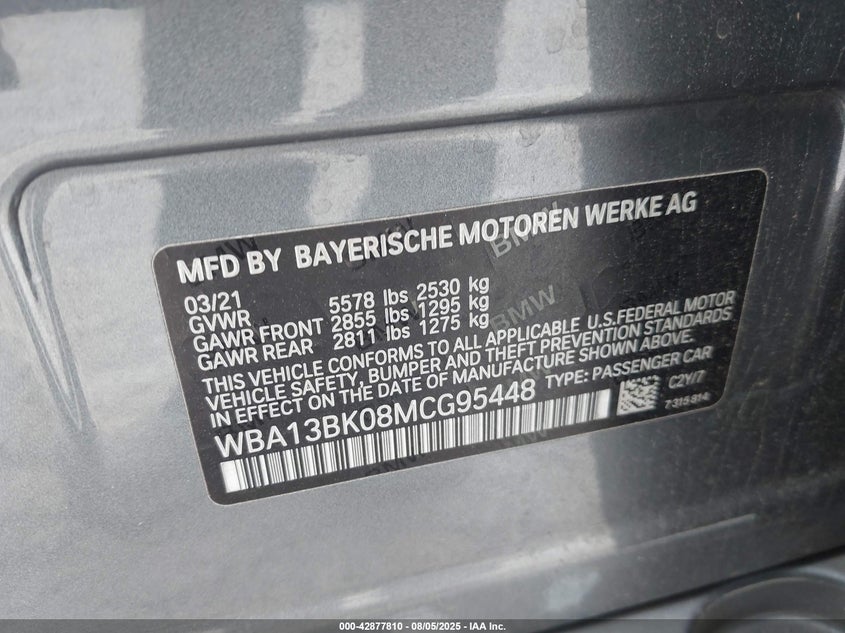 MFD BY BAYERISCHE MOTOREN WERKE AG
03/21
GVWR 5578 lbs 2530 kg
GAWR FRONT 2855 lbs 1295 kg
GAWR REAR 2811 lbs 1275 kg
THIS VEHICLE CONFORMS TO ALL APPLICABLE U.S.FEDERAL MOTOR
VEHICLE SAFETY, BUMPER AND THEFT PREVENTION STANDARDS
IN EFFECT ON THE DATE OF MANUFACTURE SHOWN ABOVE.
WBA13BK08MCG95448 TYPE: PASSENGER CAR
C2Y/7
7 315 814
000-42877810 - 08/05/2025 - IAA Inc.